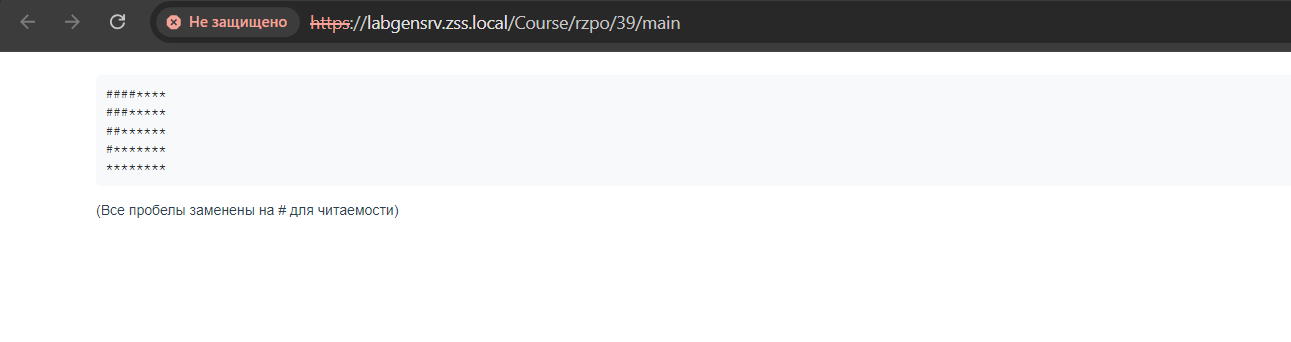 Не защищено https://labgensrv.zss.local/Course/rzpo/39/main
####****
###*****
##******
#*******
********
(Все пробелы заменены на # для читаемости)